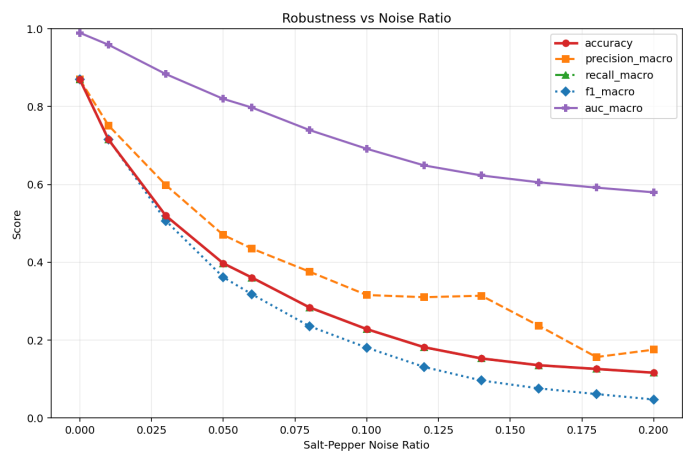 Robustness vs Noise Ratio
1.0
0.8
0.6
0.4
0.2
0.0
Score
accuracy
precision_macro
recall_macro
f1_macro
auc_macro
0.000 0.025 0.050 0.075 0.100 0.125 0.150 0.175 0.200
Salt-Pepper Noise Ratio